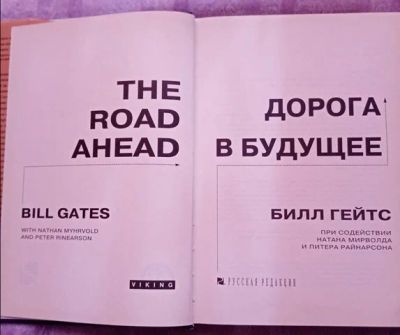 THE
ROAD
AHEAD
BILL GATES
WITH NATHAN MYHRVOLD
AND PETER RINEARSON
VIKING
ДОРОГА
В БУДУЩЕЕ
БИЛЛ ГЕЙТС
ПРИ СОДЕЙСТВИИ
НАТАНА МИРВОЛДА
И ПИТЕРА РАЙНАРСОНА
РУССКАЯ РЕДАКЦИЯ